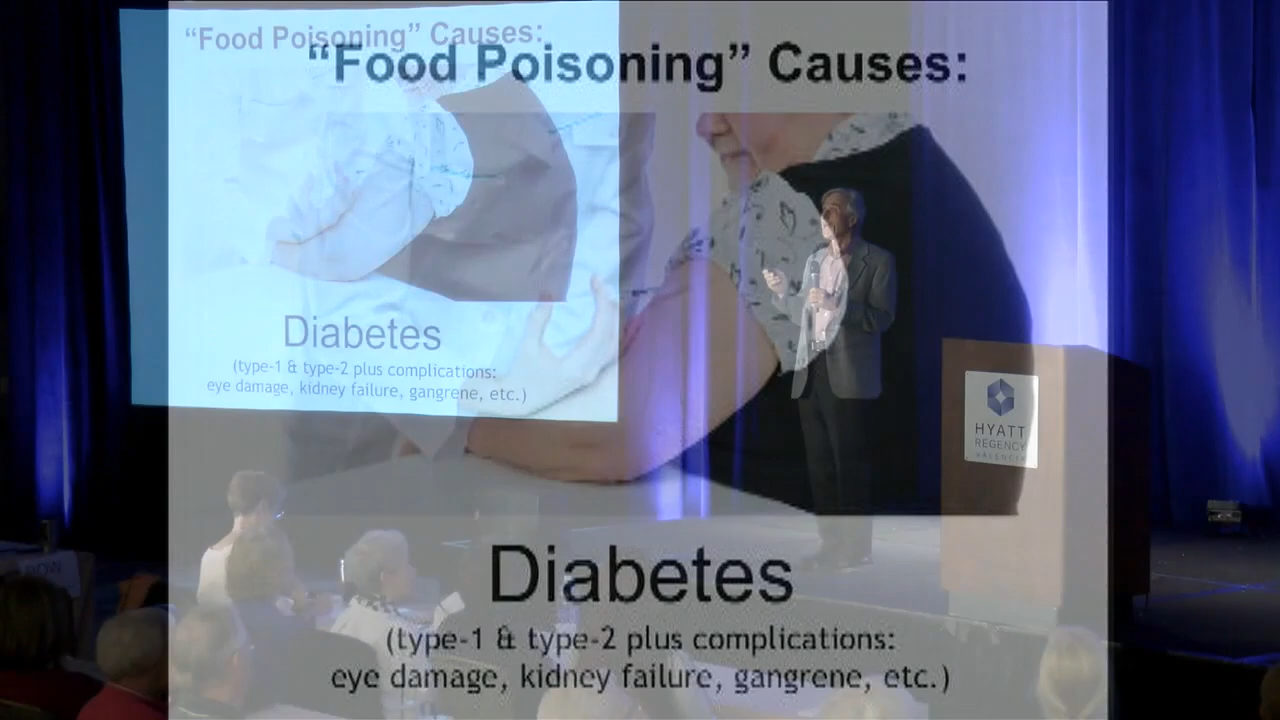 “Food Poisoning” Causes:
Diabetes
(type-1 & type-2 plus complications:
eye damage, kidney failure, gangrene, etc.)
“Food Poisoning” Causes:
Diabetes
(type-1 & type-2 plus complications:
eye damage, kidney failure, gangrene, etc.)
HYATT
REGENCY
VALENCIA